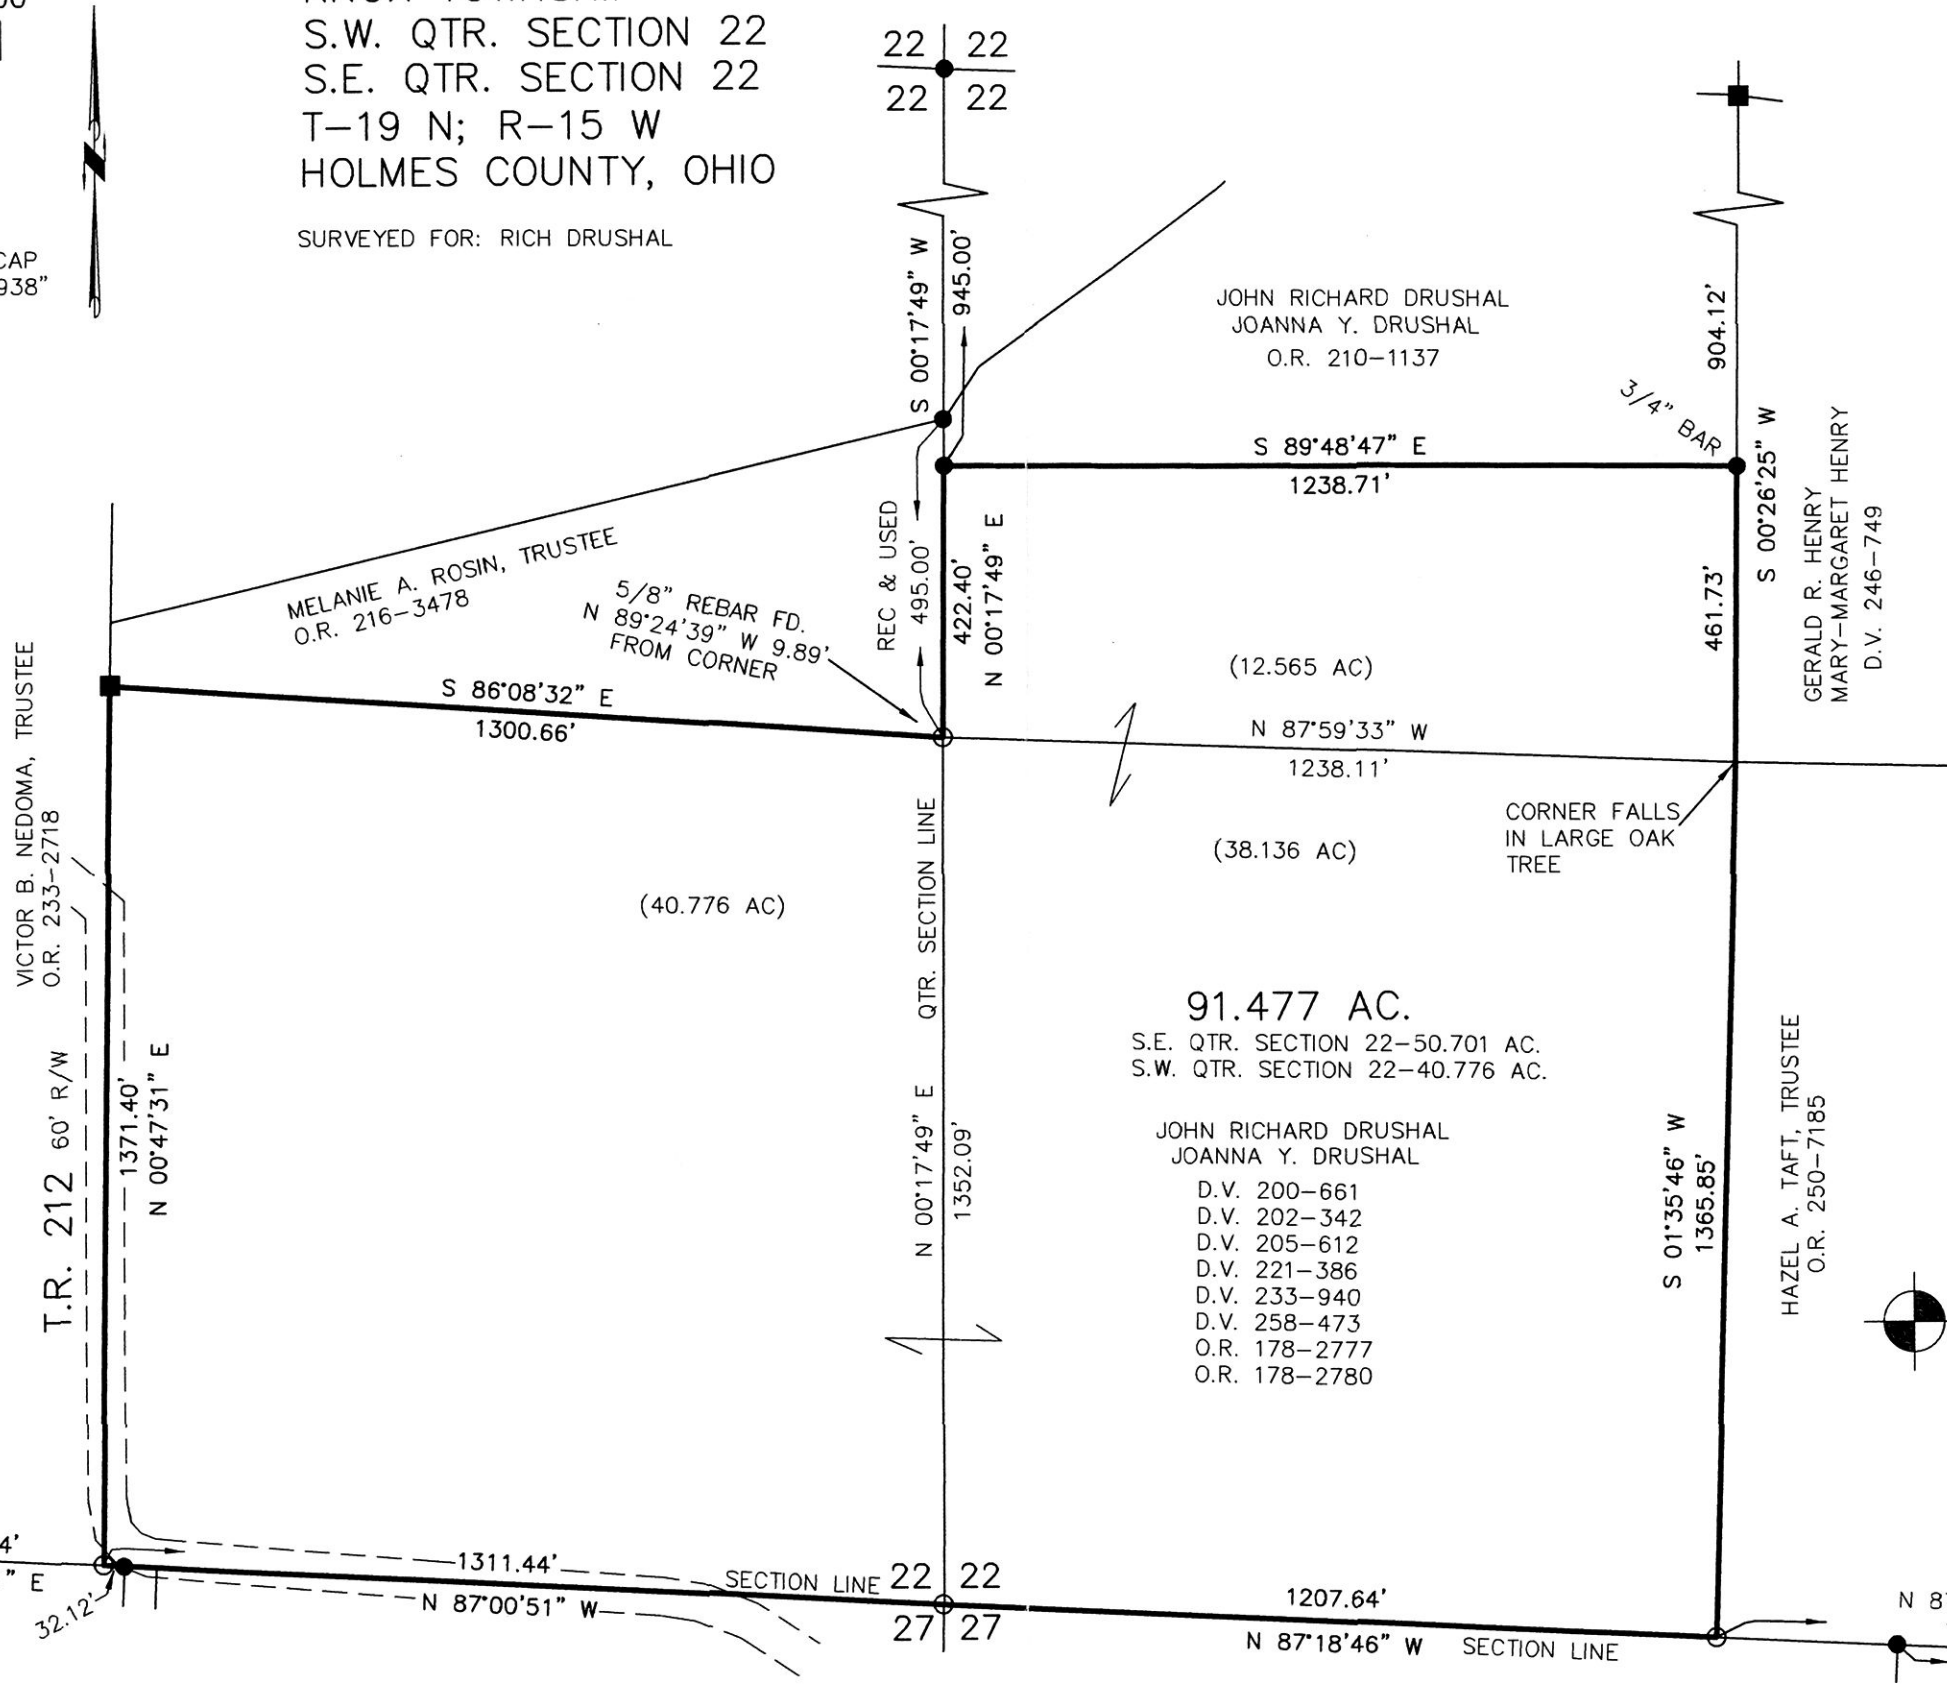 S.W. QTR. SECTION 22
S.E. QTR. SECTION 22
T-19 N; R-15 W
HOLMES COUNTY, OHIO
SURVEYED FOR: RICH DRUSHAL
CAP
938"
22 22
22 22
S 00°17'49" W
945.00'
JOHN RICHARD DRUSHAL
JOANNA Y. DRUSHAL
O.R. 210-1137
904.12'
3/4" BAR
S 00°26'25" W
GERALD R. HENRY
MARY-MARGARET HENRY
D.V. 246-749
S 89°48'47" E
1238.71'
REC & USED
495.00'
422.40'
N 00°17'49" E
461.73'
MELANIE A. ROSIN, TRUSTEE
O.R. 216-3478
5/8" REBAR FD.
N 89°24'39" W 9.89'
FROM CORNER
(12.565 AC)
S 86°08'32" E
1300.66'
N 87°59'33" W
1238.11'
VICTOR B. NEDOMA, TRUSTEE
O.R. 233-2718
CORNER FALLS
IN LARGE OAK
TREE
(38.136 AC)
(40.776 AC)
QTR. SECTION LINE
N 00°17'49" E
1352.09'
91.477 AC.
S.E. QTR. SECTION 22-50.701 AC.
S.W. QTR. SECTION 22-40.776 AC.
JOHN RICHARD DRUSHAL
JOANNA Y. DRUSHAL
D.V. 200-661
D.V. 202-342
D.V. 205-612
D.V. 221-386
D.V. 233-940
D.V. 258-473
O.R. 178-2777
O.R. 178-2780
T.R. 212 60' R/W
1371.40'
N 00°47'31" E
S 01°35'46" W
1365.85'
HAZEL A. TAFT, TRUSTEE
O.R. 250-7185
4'
" E
32.12'
1311.44'
N 87°00'51" W
SECTION LINE 22 22
27 27
1207.64'
N 87°18'46" W SECTION LINE
N 8